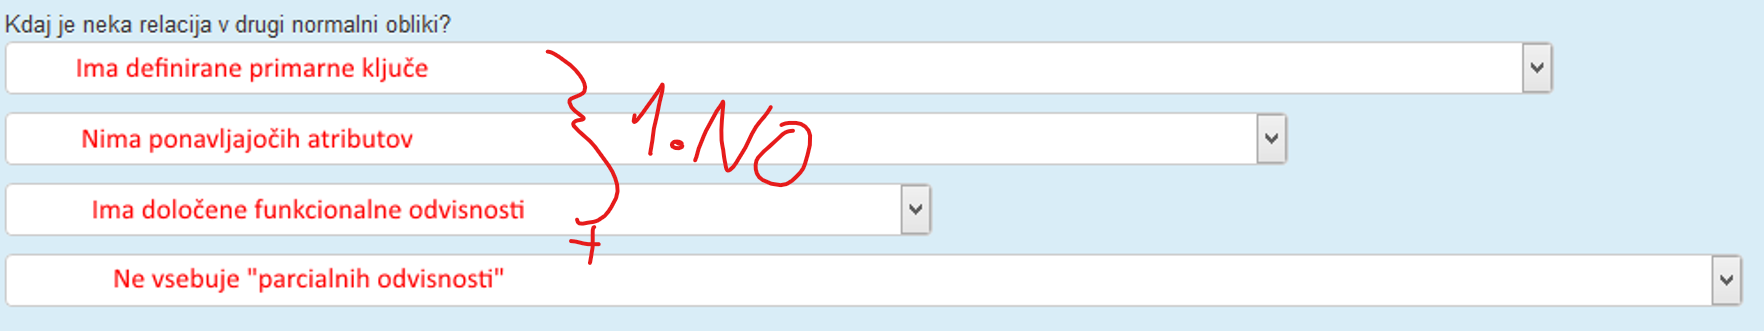 Kdaj je neka relacija v drugi normalni obliki?
Ima definirane primarne ključe
Nima ponavljajočih atributov
1.NO
Ima določene funkcionalne odvisnosti
+
Ne vsebuje "parcialnih odvisnosti"